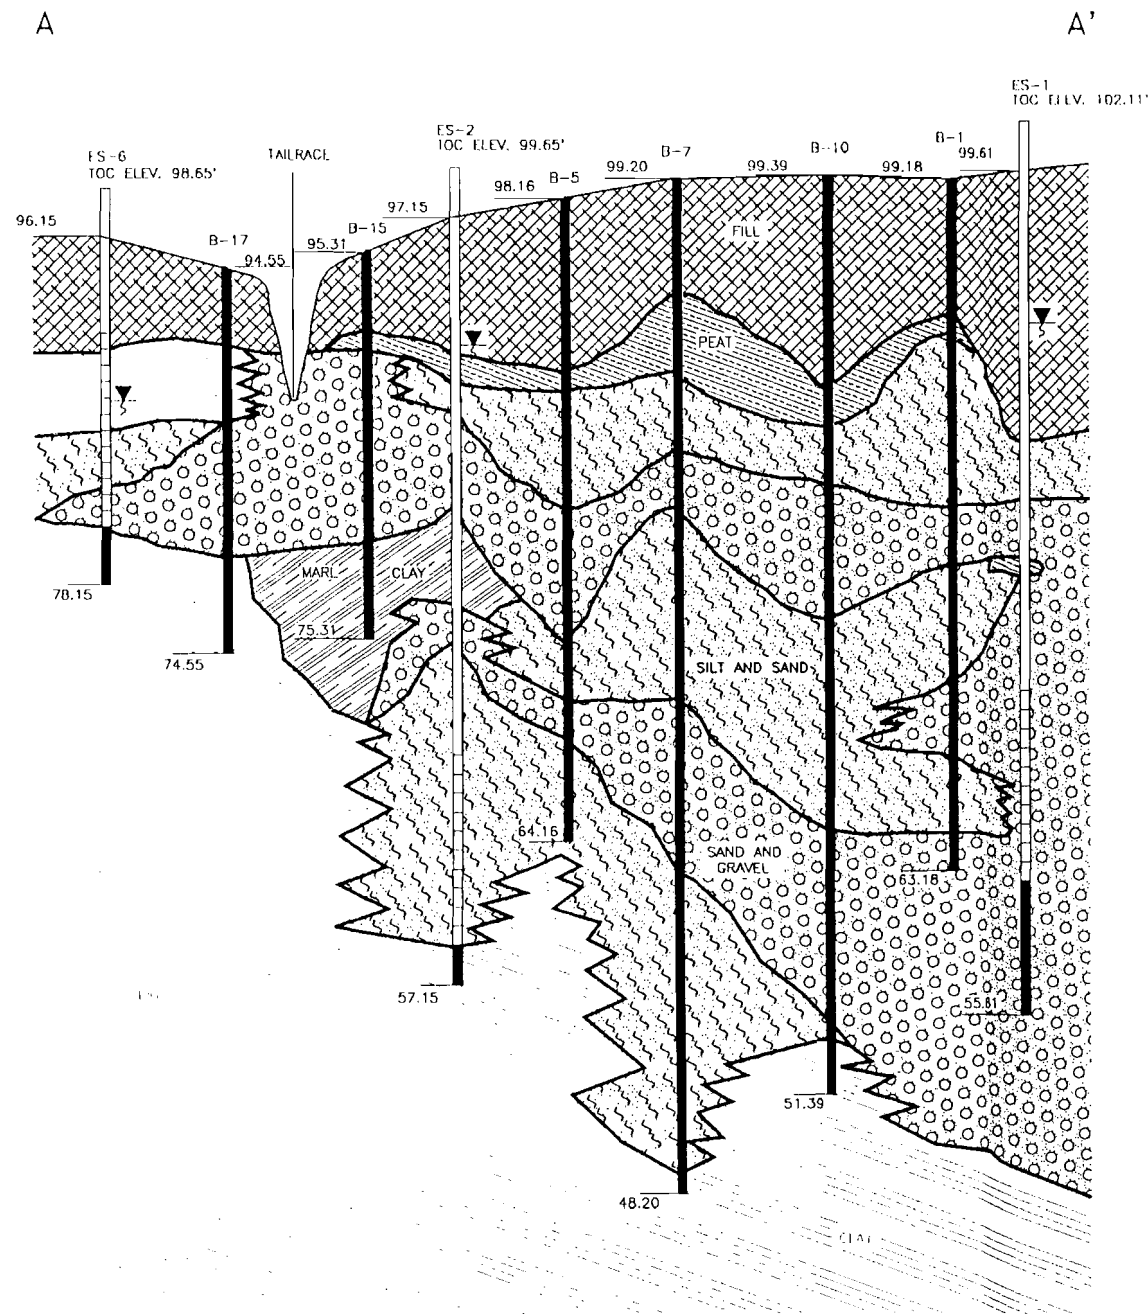 A
A'
ES-1
TOC ELEV. 102.11'
ES-2
TOC ELEV. 99.65'
B-1
B-7
B-10
99.20
99.39
99.18
99.61
ES-6
TOC ELEV. 98.65'
TAILRACE
98.16
B-5
96.15
97.15
B-15
B-17
95.31
94.55
FILL
PEAT
MARL
CLAY
78.15
75.31
74.55
SILT AND SAND
64.16
SAND AND
GRAVEL
63.18
57.15
55.61
51.39
48.20
CLAY